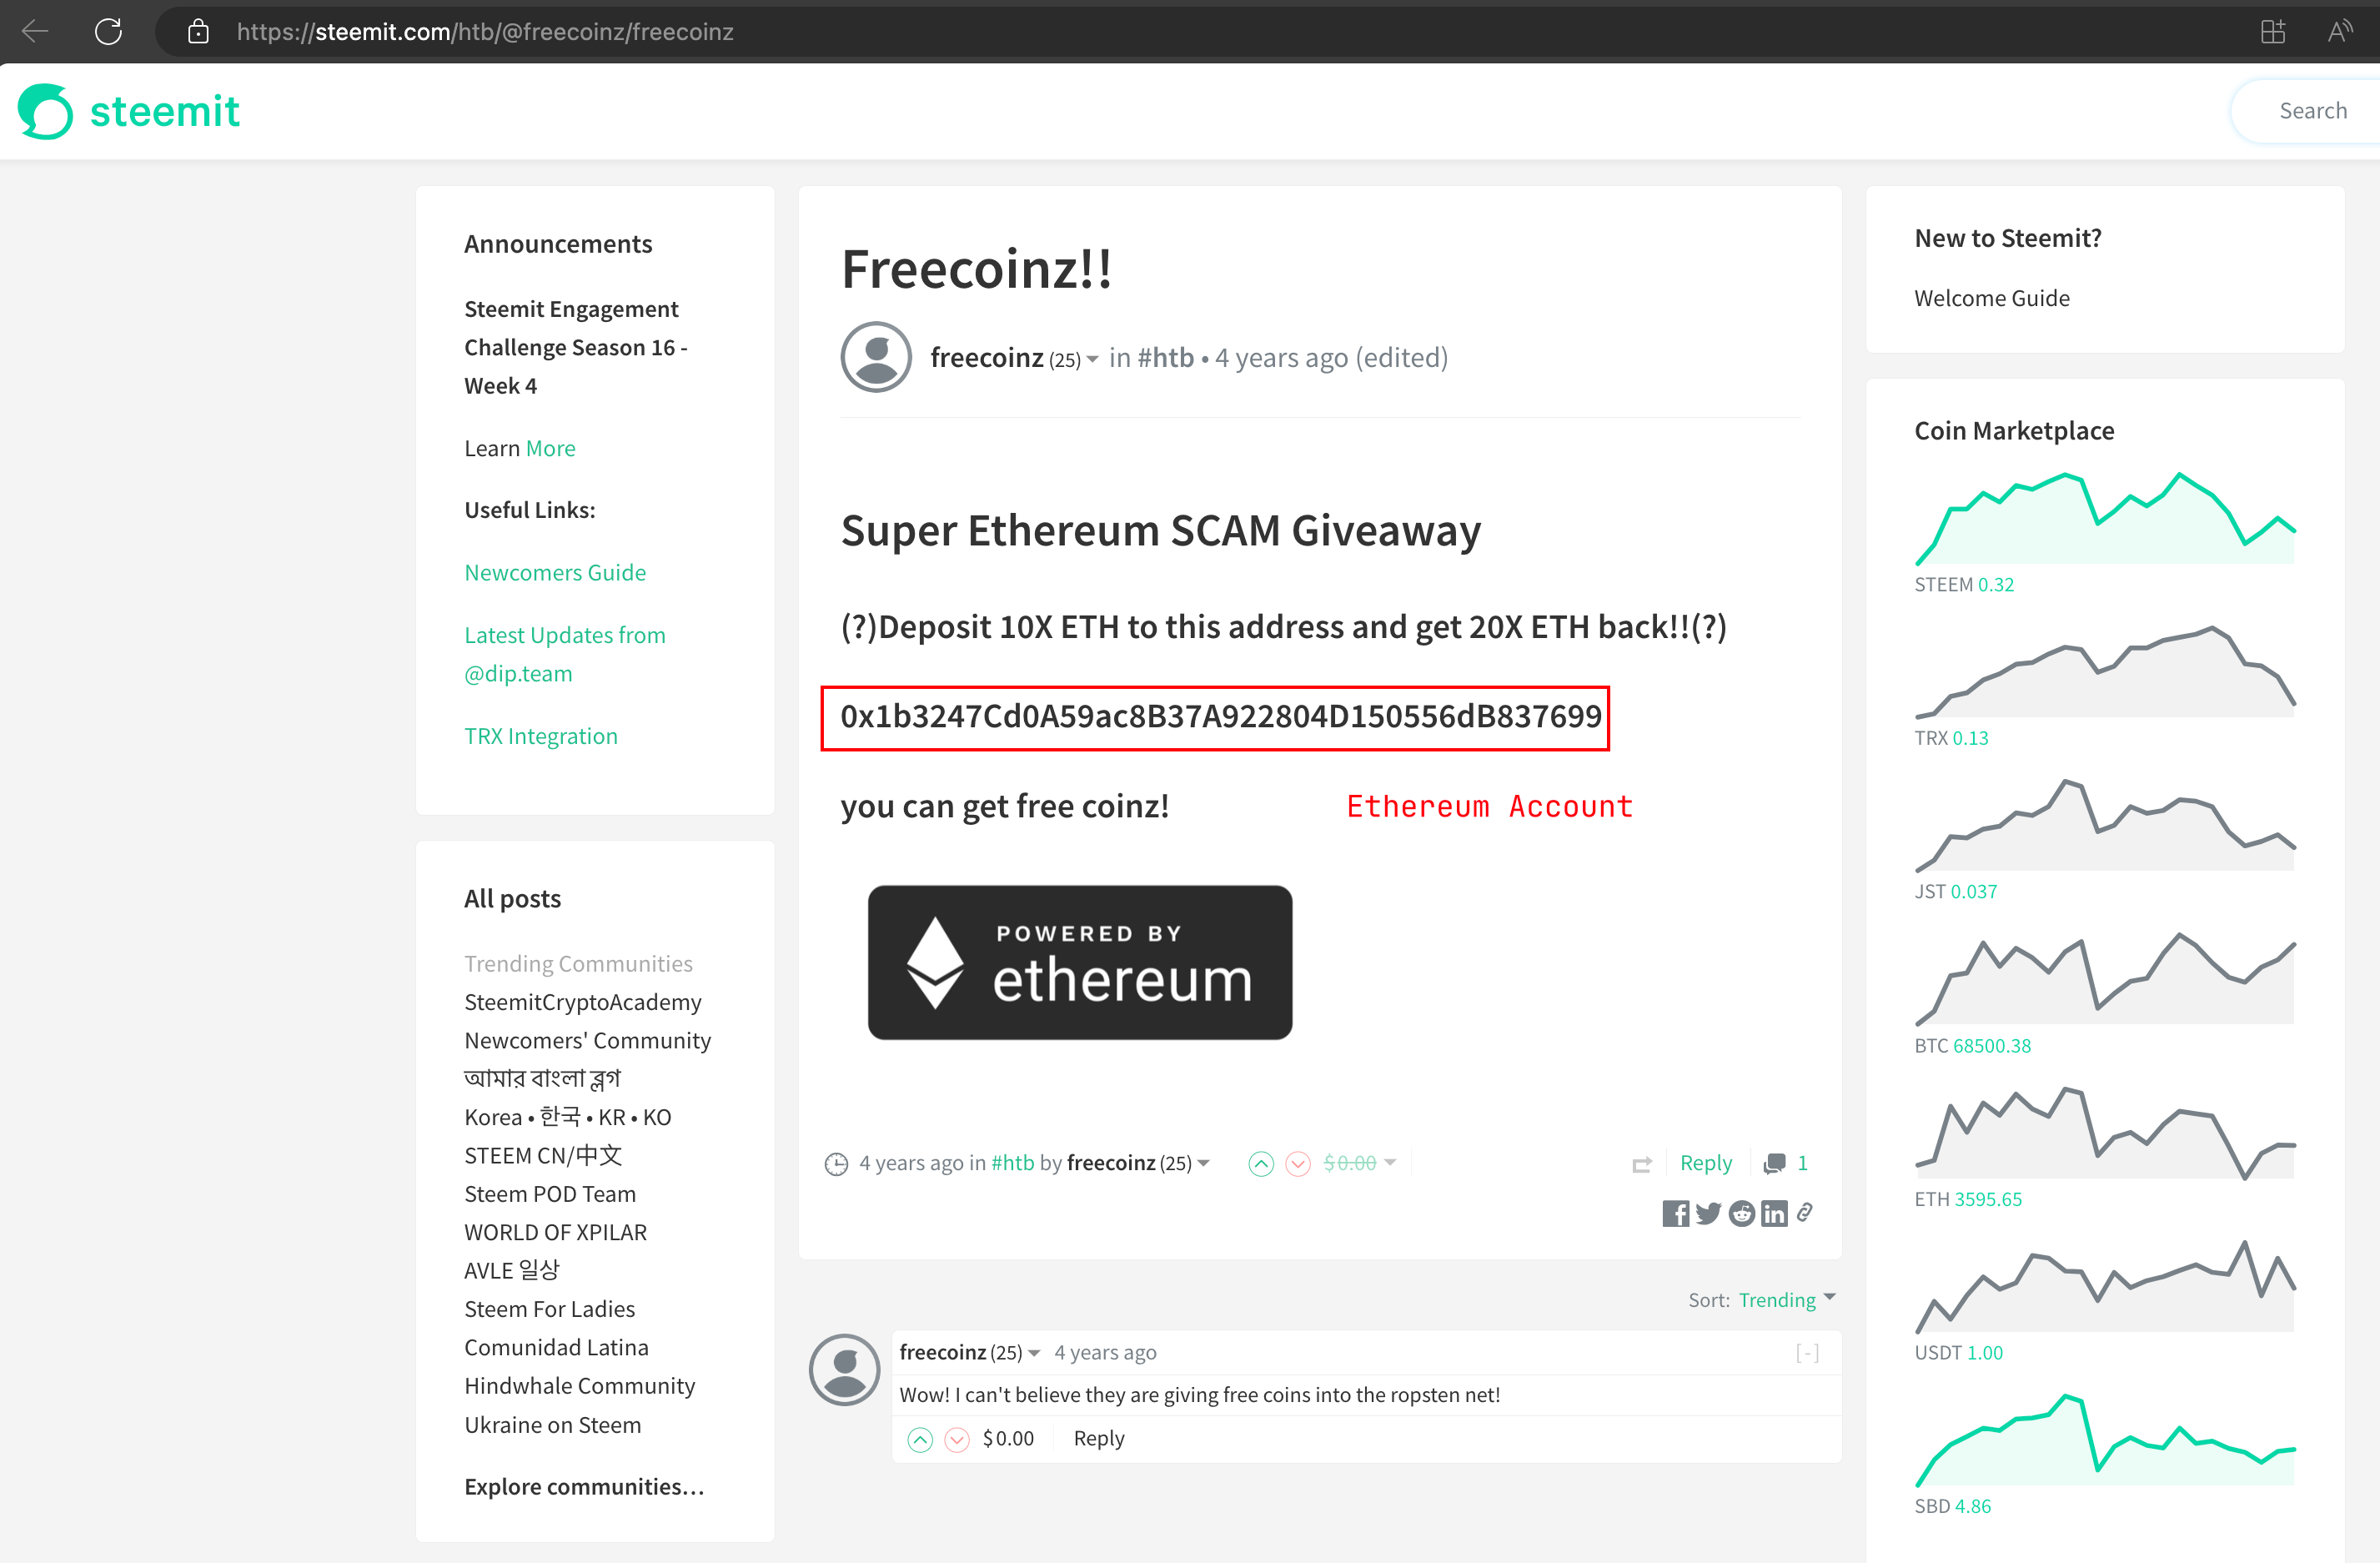 https://steemit.com/htb/@freecoinz/freecoinz
steemit
Search
Announcements
Steemit Engagement
Challenge Season 16 -
Week 4
Learn More
Useful Links:
Newcomers Guide
Latest Updates from
@dip.team
TRX Integration
All posts
Trending Communities
SteemitCryptoAcademy
Newcomers' Community
আমার বাংলা ব্লগ
Korea • 한국 • KR • KO
STEEM CN/中文
Steem POD Team
WORLD OF XPILAR
AVLE 일상
Steem For Ladies
Comunidad Latina
Hindwhale Community
Ukraine on Steem
Explore communities...
Freecoinz!!
freecoinz (25) in #htb • 4 years ago (edited)
Super Ethereum SCAM Giveaway
(?)Deposit 10X ETH to this address and get 20X ETH back!!(?)
0x1b3247Cd0A59ac8B37A922804D150556dB837699
you can get free coinz!
Ethereum Account
POWERED BY
ethereum
4 years ago in #htb by freecoinz (25) $0.00 Reply 1
Sort: Trending
freecoinz (25) 4 years ago [-]
Wow! I can't believe they are giving free coins into the ropsten net!
$0.00 Reply
New to Steemit?
Welcome Guide
Coin Marketplace
STEEM 0.32
TRX 0.13
JST 0.037
BTC 68500.38
ETH 3595.65
USDT 1.00
SBD 4.86